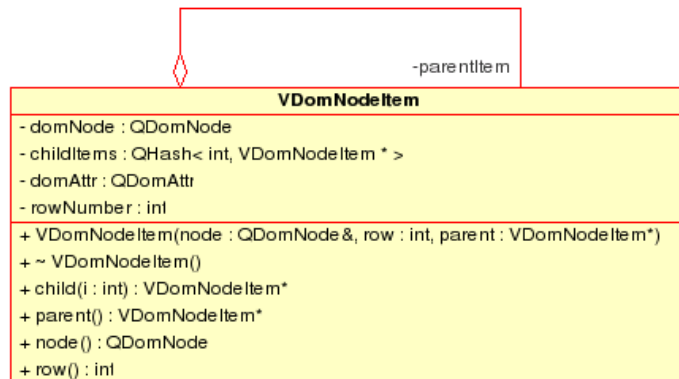 -parentItem
VDomNodeItem
- domNode : QDomNode
- childItems : QHash< int, VDomNodeItem * >
- domAttr : QDomAttr
- rowNumber : int
+ VDomNodeItem(node : QDomNode&, row : int, parent : VDomNodeItem*)
+ ~ VDomNodeItem()
+ child(i : int) : VDomNodeItem*
+ parent() : VDomNodeItem*
+ node() : QDomNode
+ row() : int